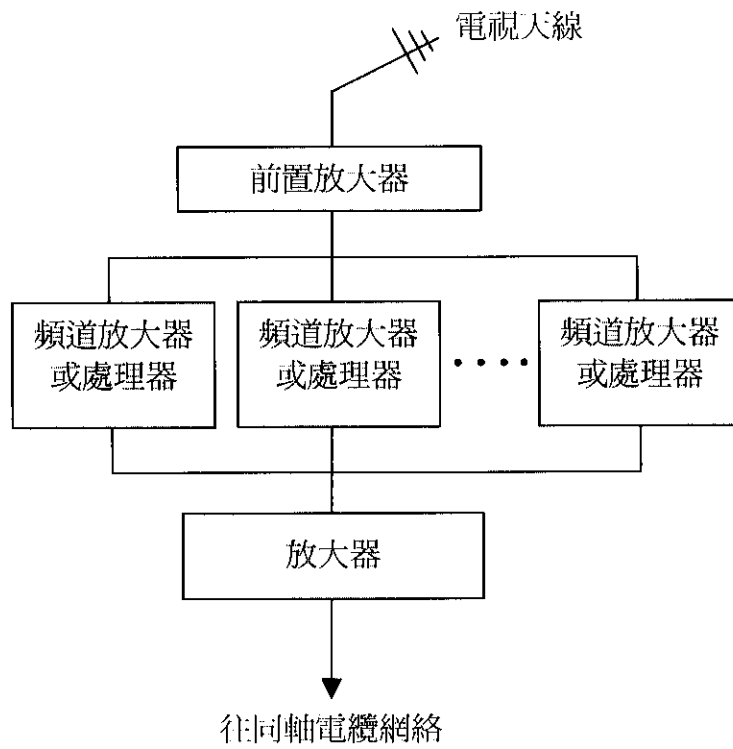 電視天線
前置放大器
頻道放大器
或處理器
頻道放大器
或處理器
頻道放大器
或處理器
放大器
往同軸電纜網絡